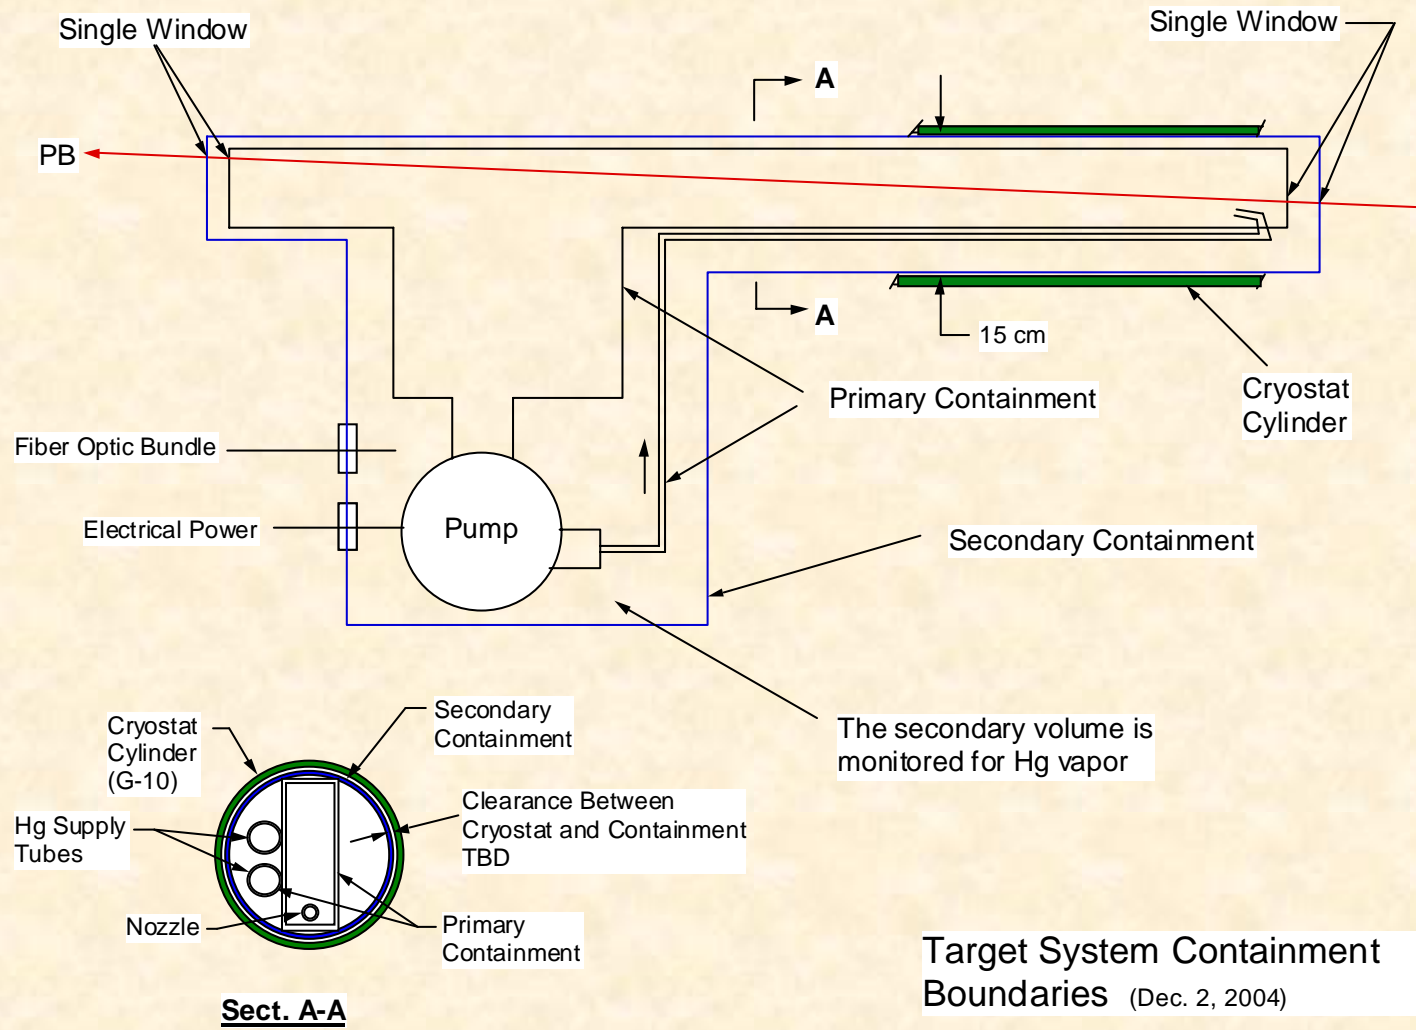 Single Window
Single Window
A
PB
A
15 cm
Primary Containment
Cryostat
Cylinder
Fiber Optic Bundle
Electrical Power
Pump
Secondary Containment
The secondary volume is
monitored for Hg vapor
Cryostat
Cylinder
(G-10)
Secondary
Containment
Hg Supply
Tubes
Clearance Between
Cryostat and Containment
TBD
Nozzle
Primary
Containment
Sect. A-A
Target System Containment
Boundaries (Dec. 2, 2004)